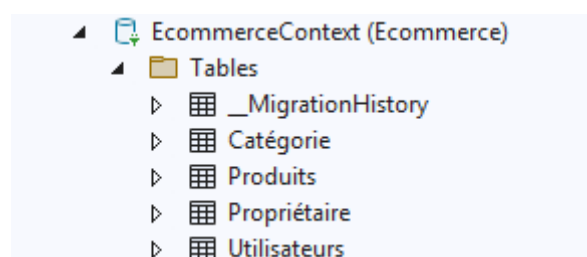 EcommerceContext (Ecommerce)
Tables
__MigrationHistory
Catégorie
Produits
Propriétaire
Utilisateurs